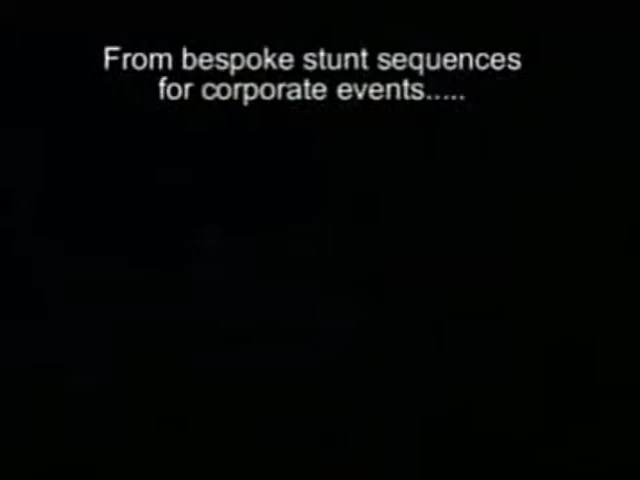 From bespoke stunt sequences
for corporate events.....